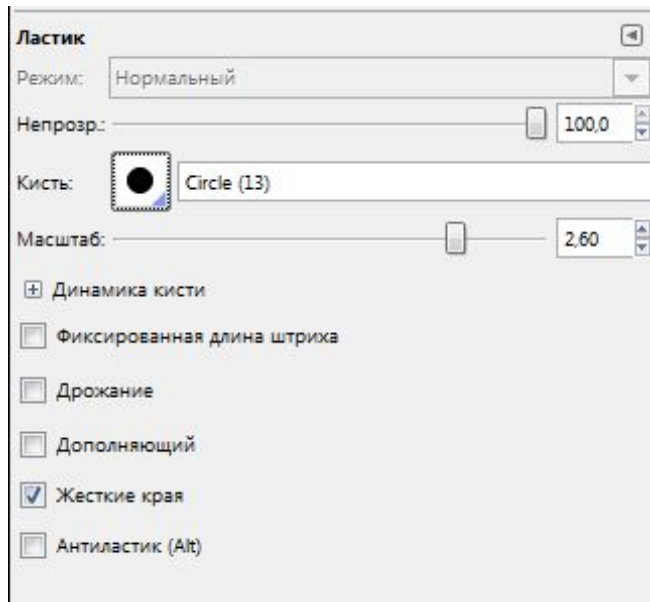 Ластик
Режим: Нормальный
Непрозр.: 100,0
Кисть: Circle (13)
Масштаб: 2,60
Динамика кисти
Фиксированная длина штриха
Дрожание
Дополняющий
Жесткие края
Антиластик (Alt)